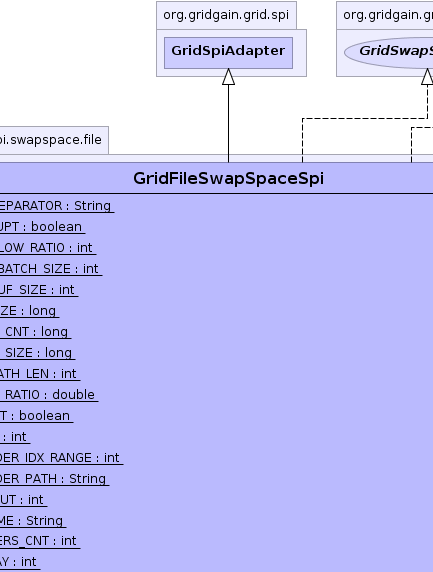 org.gridgain.grid.spi
org.gridgain.gr
GridSpiAdapter
GridSwapS
pi.swapspace.file
GridFileSwapSpaceSpi
EPARATOR : String
UPT : boolean
LOW_RATIO : int
BATCH_SIZE : int
UF_SIZE : int
ZE : long
_CNT : long
_SIZE : long
ATH_LEN : int
_RATIO : double
T : boolean
: int
DER_IDX_RANGE : int
DER_PATH : String
UT : int
ME : String
ERS_CNT : int
AY : int